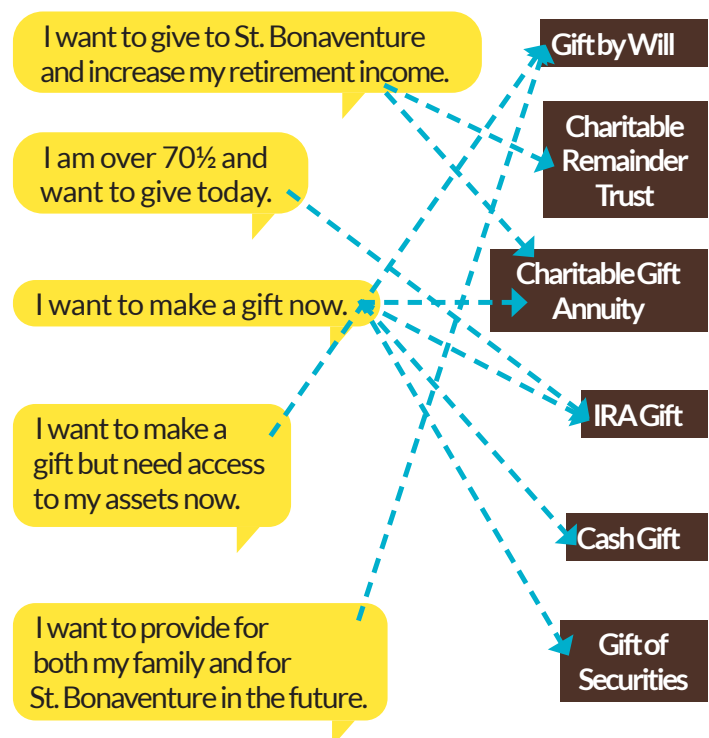 I want to give to St. Bonaventure
and increase my retirement income.
I am over 70½ and
want to give today.
I want to make a gift now.
I want to make a
gift but need access
to my assets now.
I want to provide for
both my family and for
St. Bonaventure in the future.
Gift by Will
Charitable
Remainder
Trust
Charitable Gift
Annuity
IRA Gift
Cash Gift
Gift of
Securities